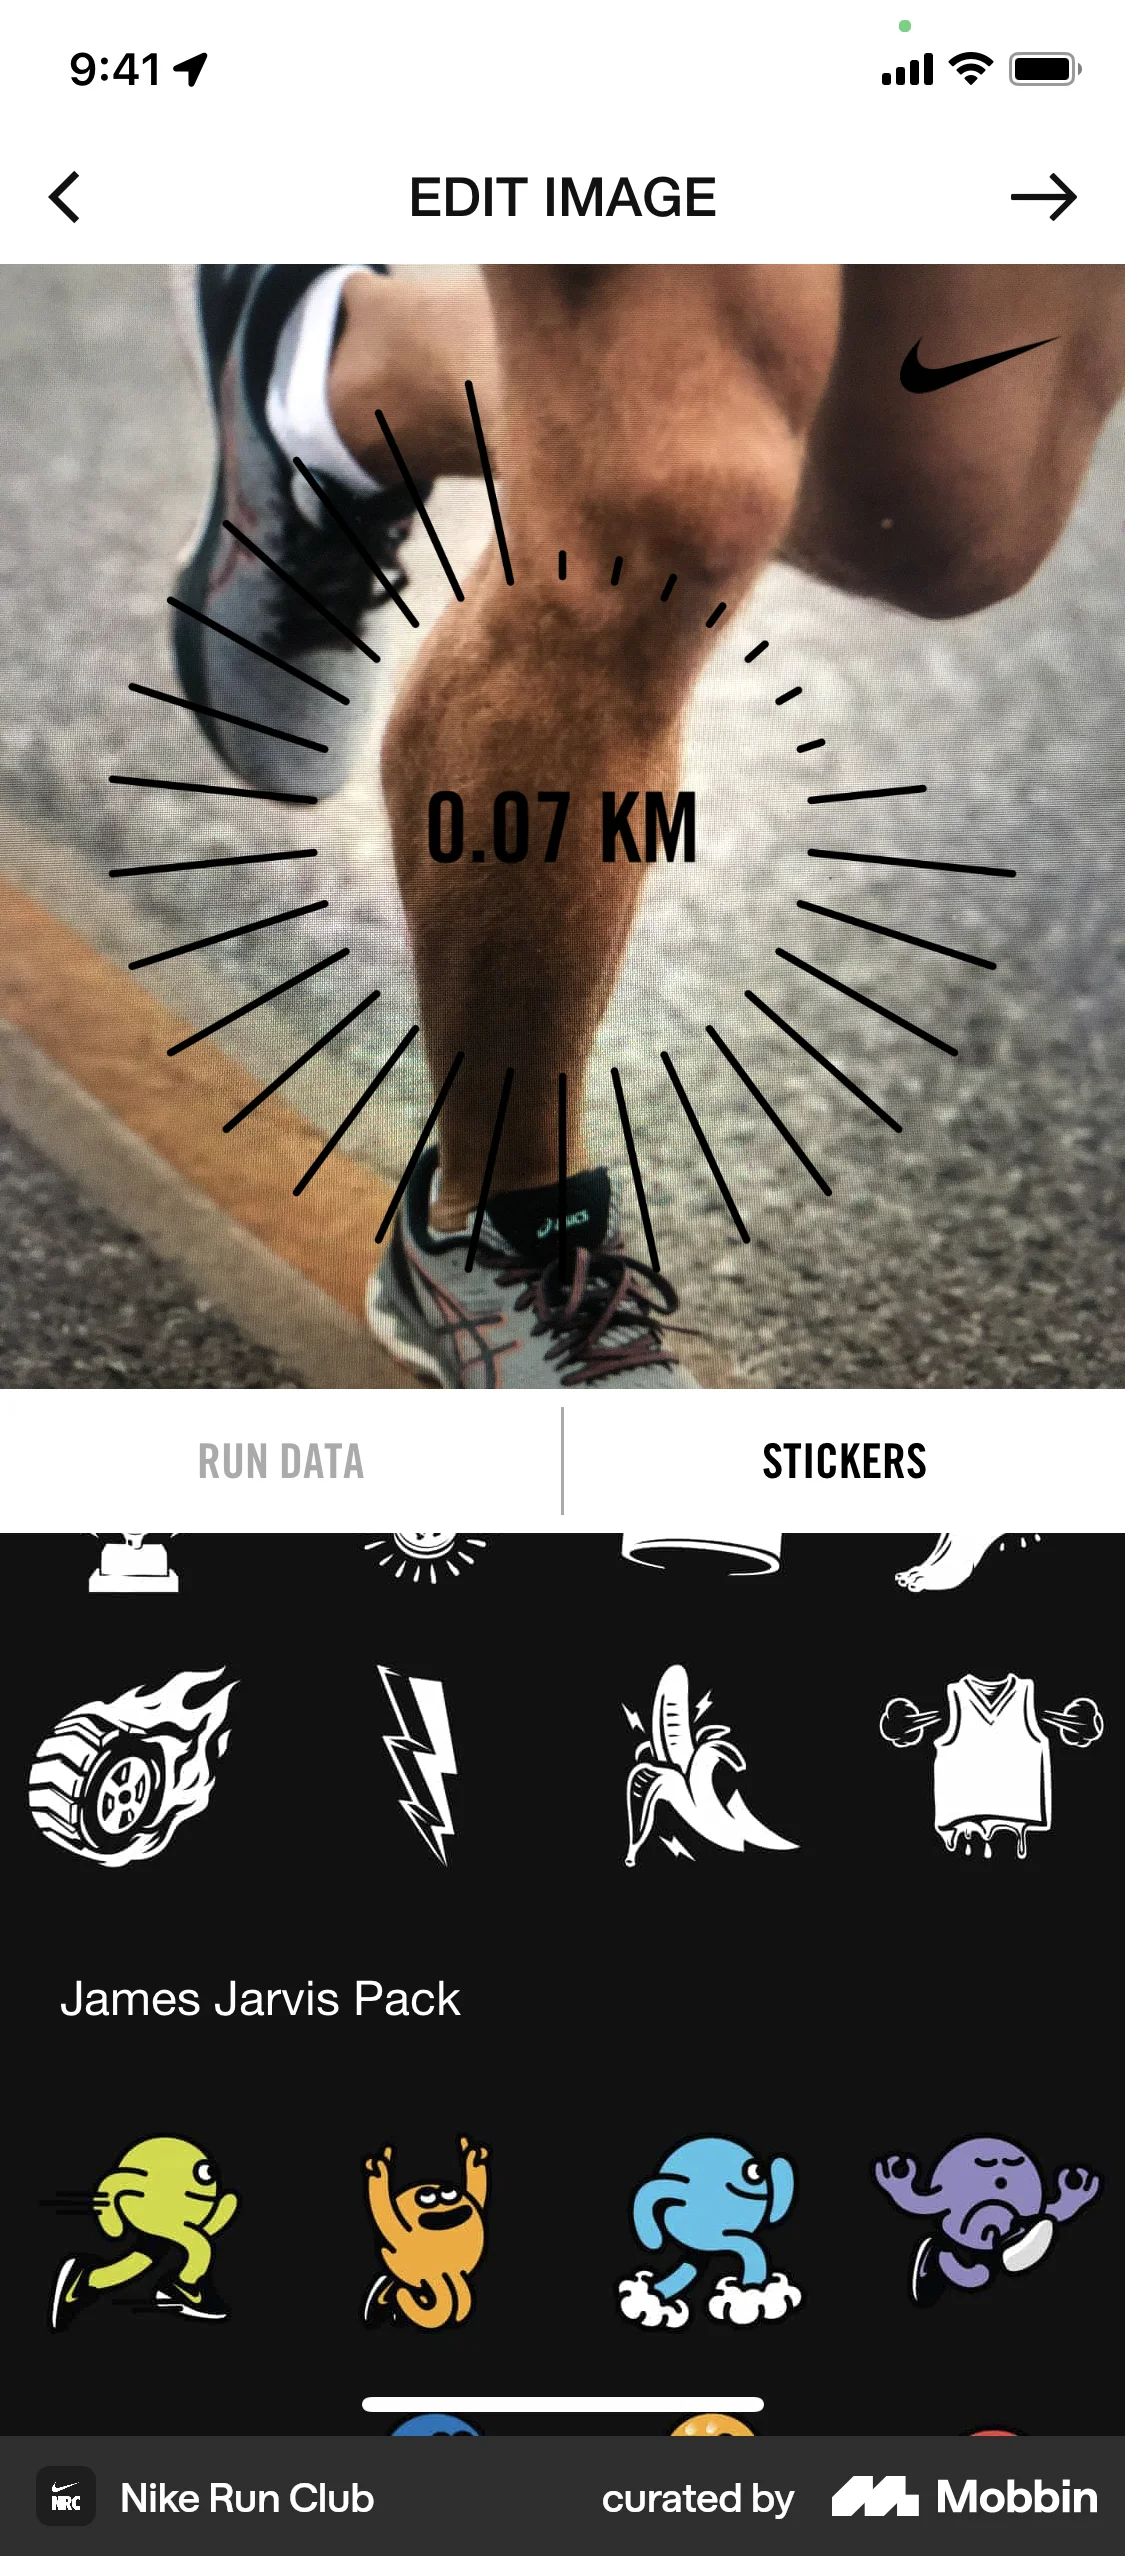 9:41
EDIT IMAGE
0.07 KM
RUN DATA
STICKERS
James Jarvis Pack
NRC
Nike Run Club
curated by
Mobbin